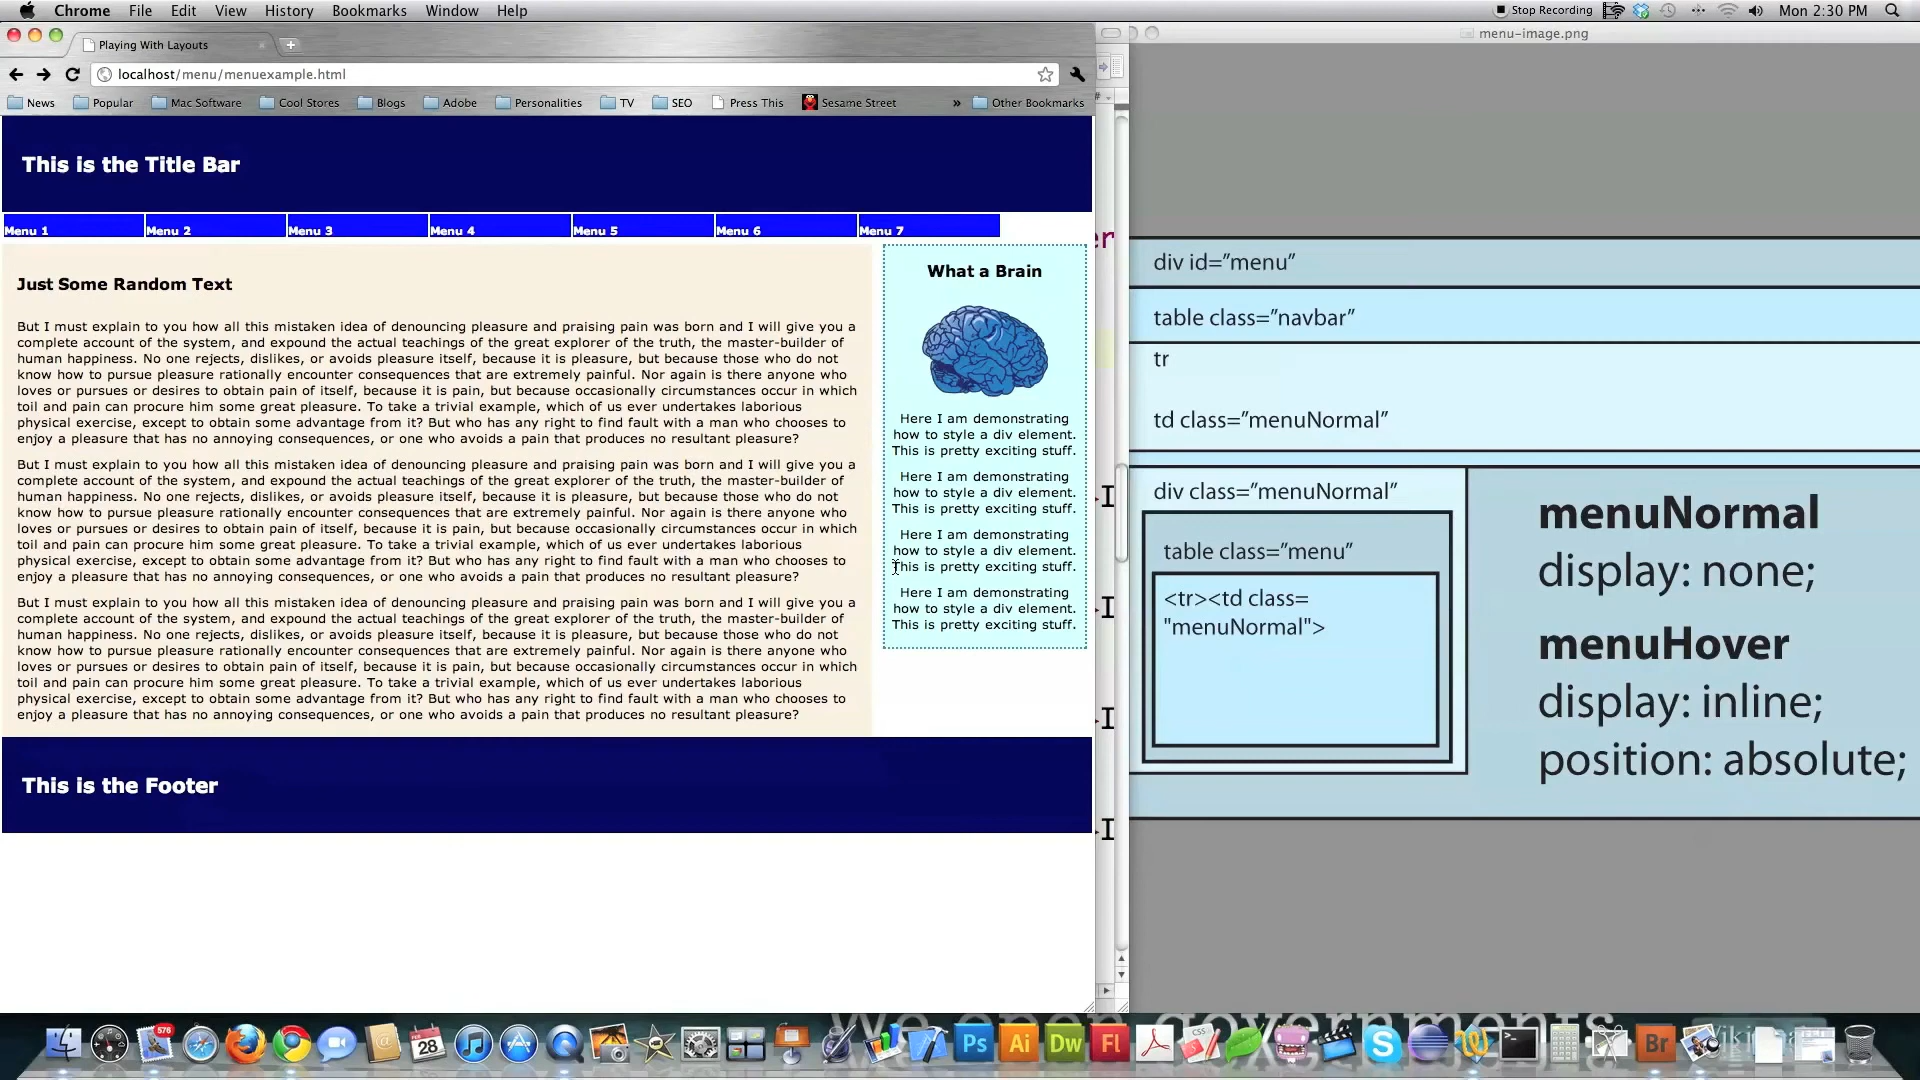 Chrome File Edit View History Bookmarks Window Help
Stop Recording
Mon 2:30 PM
Playing With Layouts
localhost/menu/menuexample.html
News Popular Mac Software Cool Stores Blogs Adobe Personalities TV SEO Press This Sesame Street » Other Bookmarks
This is the Title Bar
Menu 1 Menu 2 Menu 3 Menu 4 Menu 5 Menu 6 Menu 7
Just Some Random Text
But I must explain to you how all this mistaken idea of denouncing pleasure and praising pain was born and I will give you a
complete account of the system, and expound the actual teachings of the great explorer of the truth, the master-builder of
human happiness. No one rejects, dislikes, or avoids pleasure itself, because it is pleasure, but because those who do not
know how to pursue pleasure rationally encounter consequences that are extremely painful. Nor again is there anyone who
loves or pursues or desires to obtain pain of itself, because it is pain, but because occasionally circumstances occur in which
toil and pain can procure him some great pleasure. To take a trivial example, which of us ever undertakes laborious
physical exercise, except to obtain some advantage from it? But who has any right to find fault with a man who chooses to
enjoy a pleasure that has no annoying consequences, or one who avoids a pain that produces no resultant pleasure?
But I must explain to you how all this mistaken idea of denouncing pleasure and praising pain was born and I will give you a
complete account of the system, and expound the actual teachings of the great explorer of the truth, the master-builder of
human happiness. No one rejects, dislikes, or avoids pleasure itself, because it is pleasure, but because those who do not
know how to pursue pleasure rationally encounter consequences that are extremely painful. Nor again is there anyone who
loves or pursues or desires to obtain pain of itself, because it is pain, but because occasionally circumstances occur in which
toil and pain can procure him some great pleasure. To take a trivial example, which of us ever undertakes laborious
physical exercise, except to obtain some advantage from it? But who has any right to find fault with a man who chooses to
enjoy a pleasure that has no annoying consequences, or one who avoids a pain that produces no resultant pleasure?
But I must explain to you how all this mistaken idea of denouncing pleasure and praising pain was born and I will give you a
complete account of the system, and expound the actual teachings of the great explorer of the truth, the master-builder of
human happiness. No one rejects, dislikes, or avoids pleasure itself, because it is pleasure, but because those who do not
know how to pursue pleasure rationally encounter consequences that are extremely painful. Nor again is there anyone who
loves or pursues or desires to obtain pain of itself, because it is pain, but because occasionally circumstances occur in which
toil and pain can procure him some great pleasure. To take a trivial example, which of us ever undertakes laborious
physical exercise, except to obtain some advantage from it? But who has any right to find fault with a man who chooses to
enjoy a pleasure that has no annoying consequences, or one who avoids a pain that produces no resultant pleasure?
What a Brain
Here I am demonstrating
how to style a div element.
This is pretty exciting stuff.
Here I am demonstrating
how to style a div element.
This is pretty exciting stuff.
Here I am demonstrating
how to style a div element.
This is pretty exciting stuff.
Here I am demonstrating
how to style a div element.
This is pretty exciting stuff.
This is the Footer
menu-image.png
div id=”menu”
table class=”navbar”
tr
td class=”menuNormal”
div class=”menuNormal”
table class=”menu”
<tr><td class=
"menuNormal">
menuNormal
display: none;
menuHover
display: inline;
position: absolute;
576
FEB
28
Ps Ai Dw Fl
CSS
Br